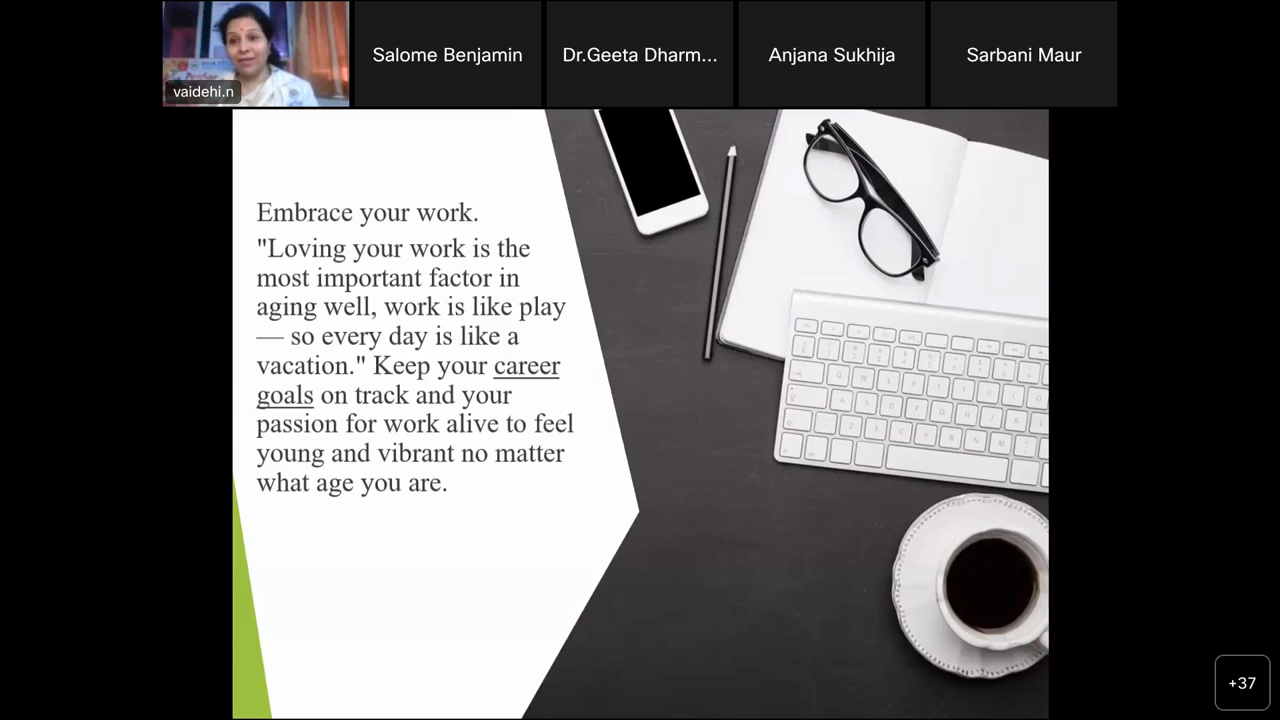 vaidehi.n
Salome Benjamin
Dr.Geeta Dharm...
Anjana Sukhija
Sarbani Maur
Embrace your work.
"Loving your work is the
most important factor in
aging well, work is like play
— so every day is like a
vacation." Keep your career
goals on track and your
passion for work alive to feel
young and vibrant no matter
what age you are.
+37